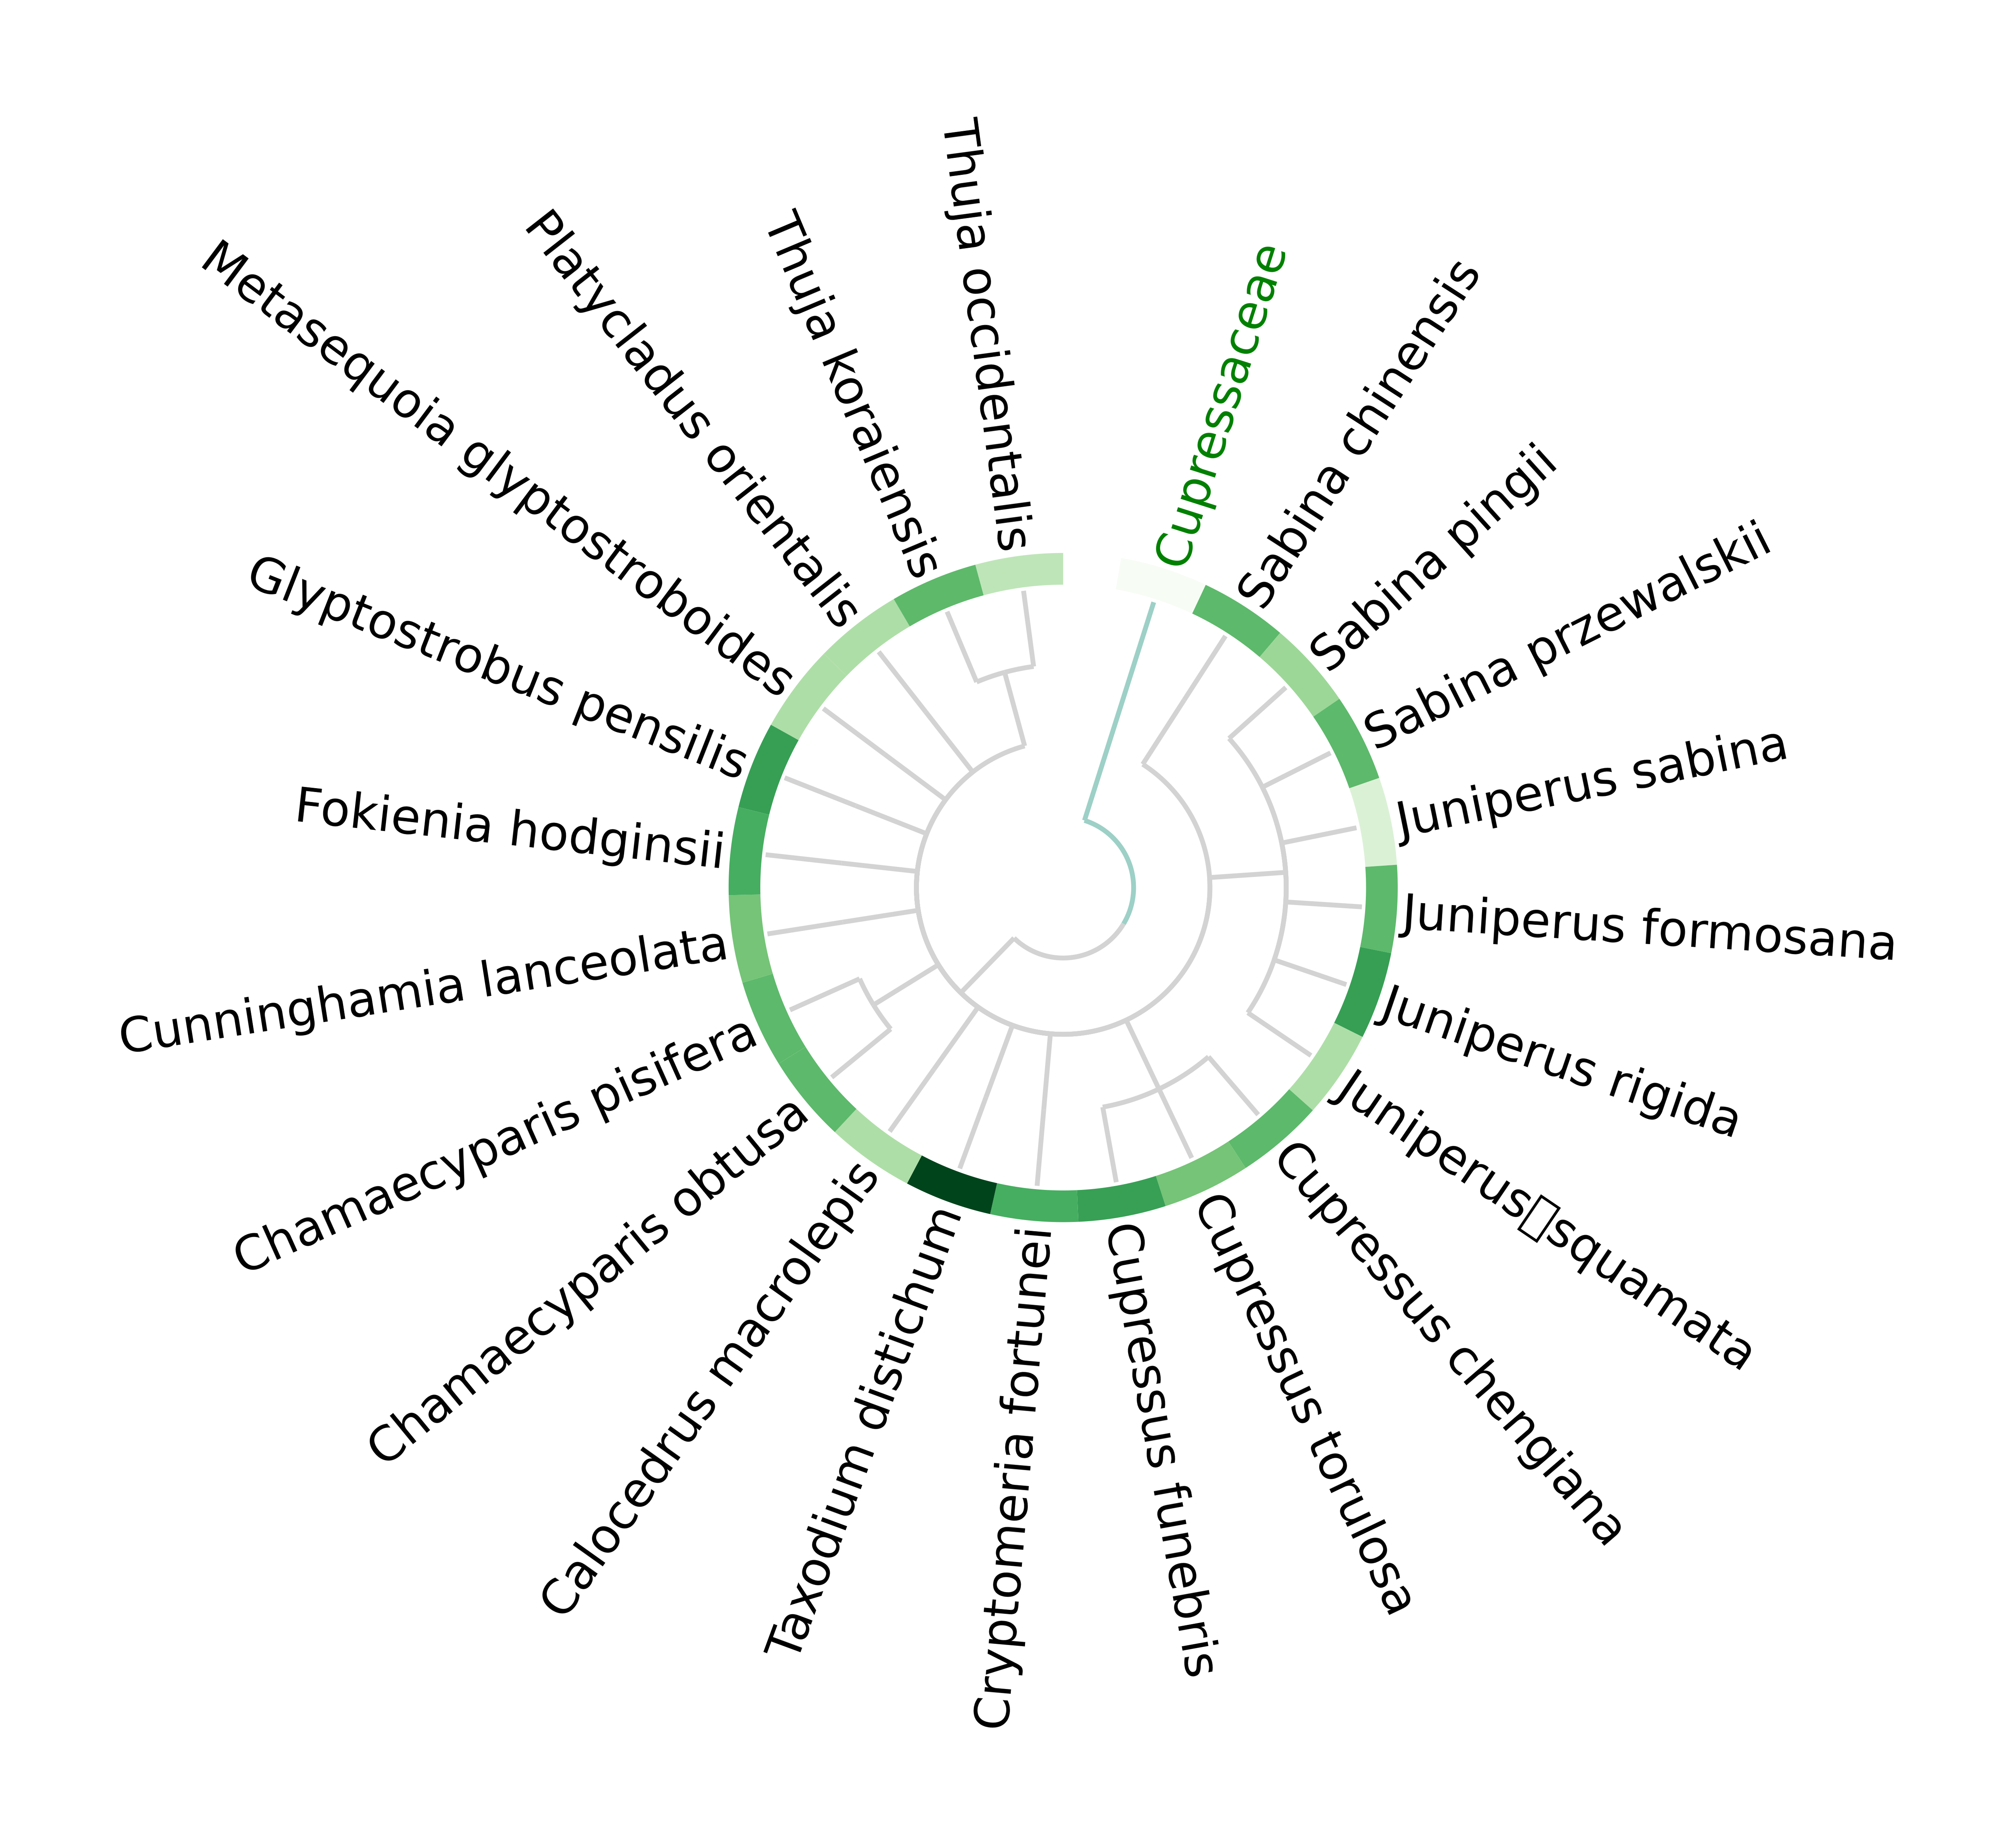 Cupressaceae
Sabina chinensis
Sabina pingii
Sabina przewalskii
Juniperus sabina
Juniperus formosana
Juniperus rigida
Juniperus▯squamata
Cupressus chengiana
Cupressus torulosa
Cupressus funebris
Cryptomeria fortunei
Taxodium distichum
Calocedrus macrolepis
Chamaecyparis obtusa
Chamaecyparis pisifera
Cunninghamia lanceolata
Fokienia hodginsii
Glyptostrobus pensilis
Metasequoia glyptostroboides
Platycladus orientalis
Thuja koraiensis
Thuja occidentalis